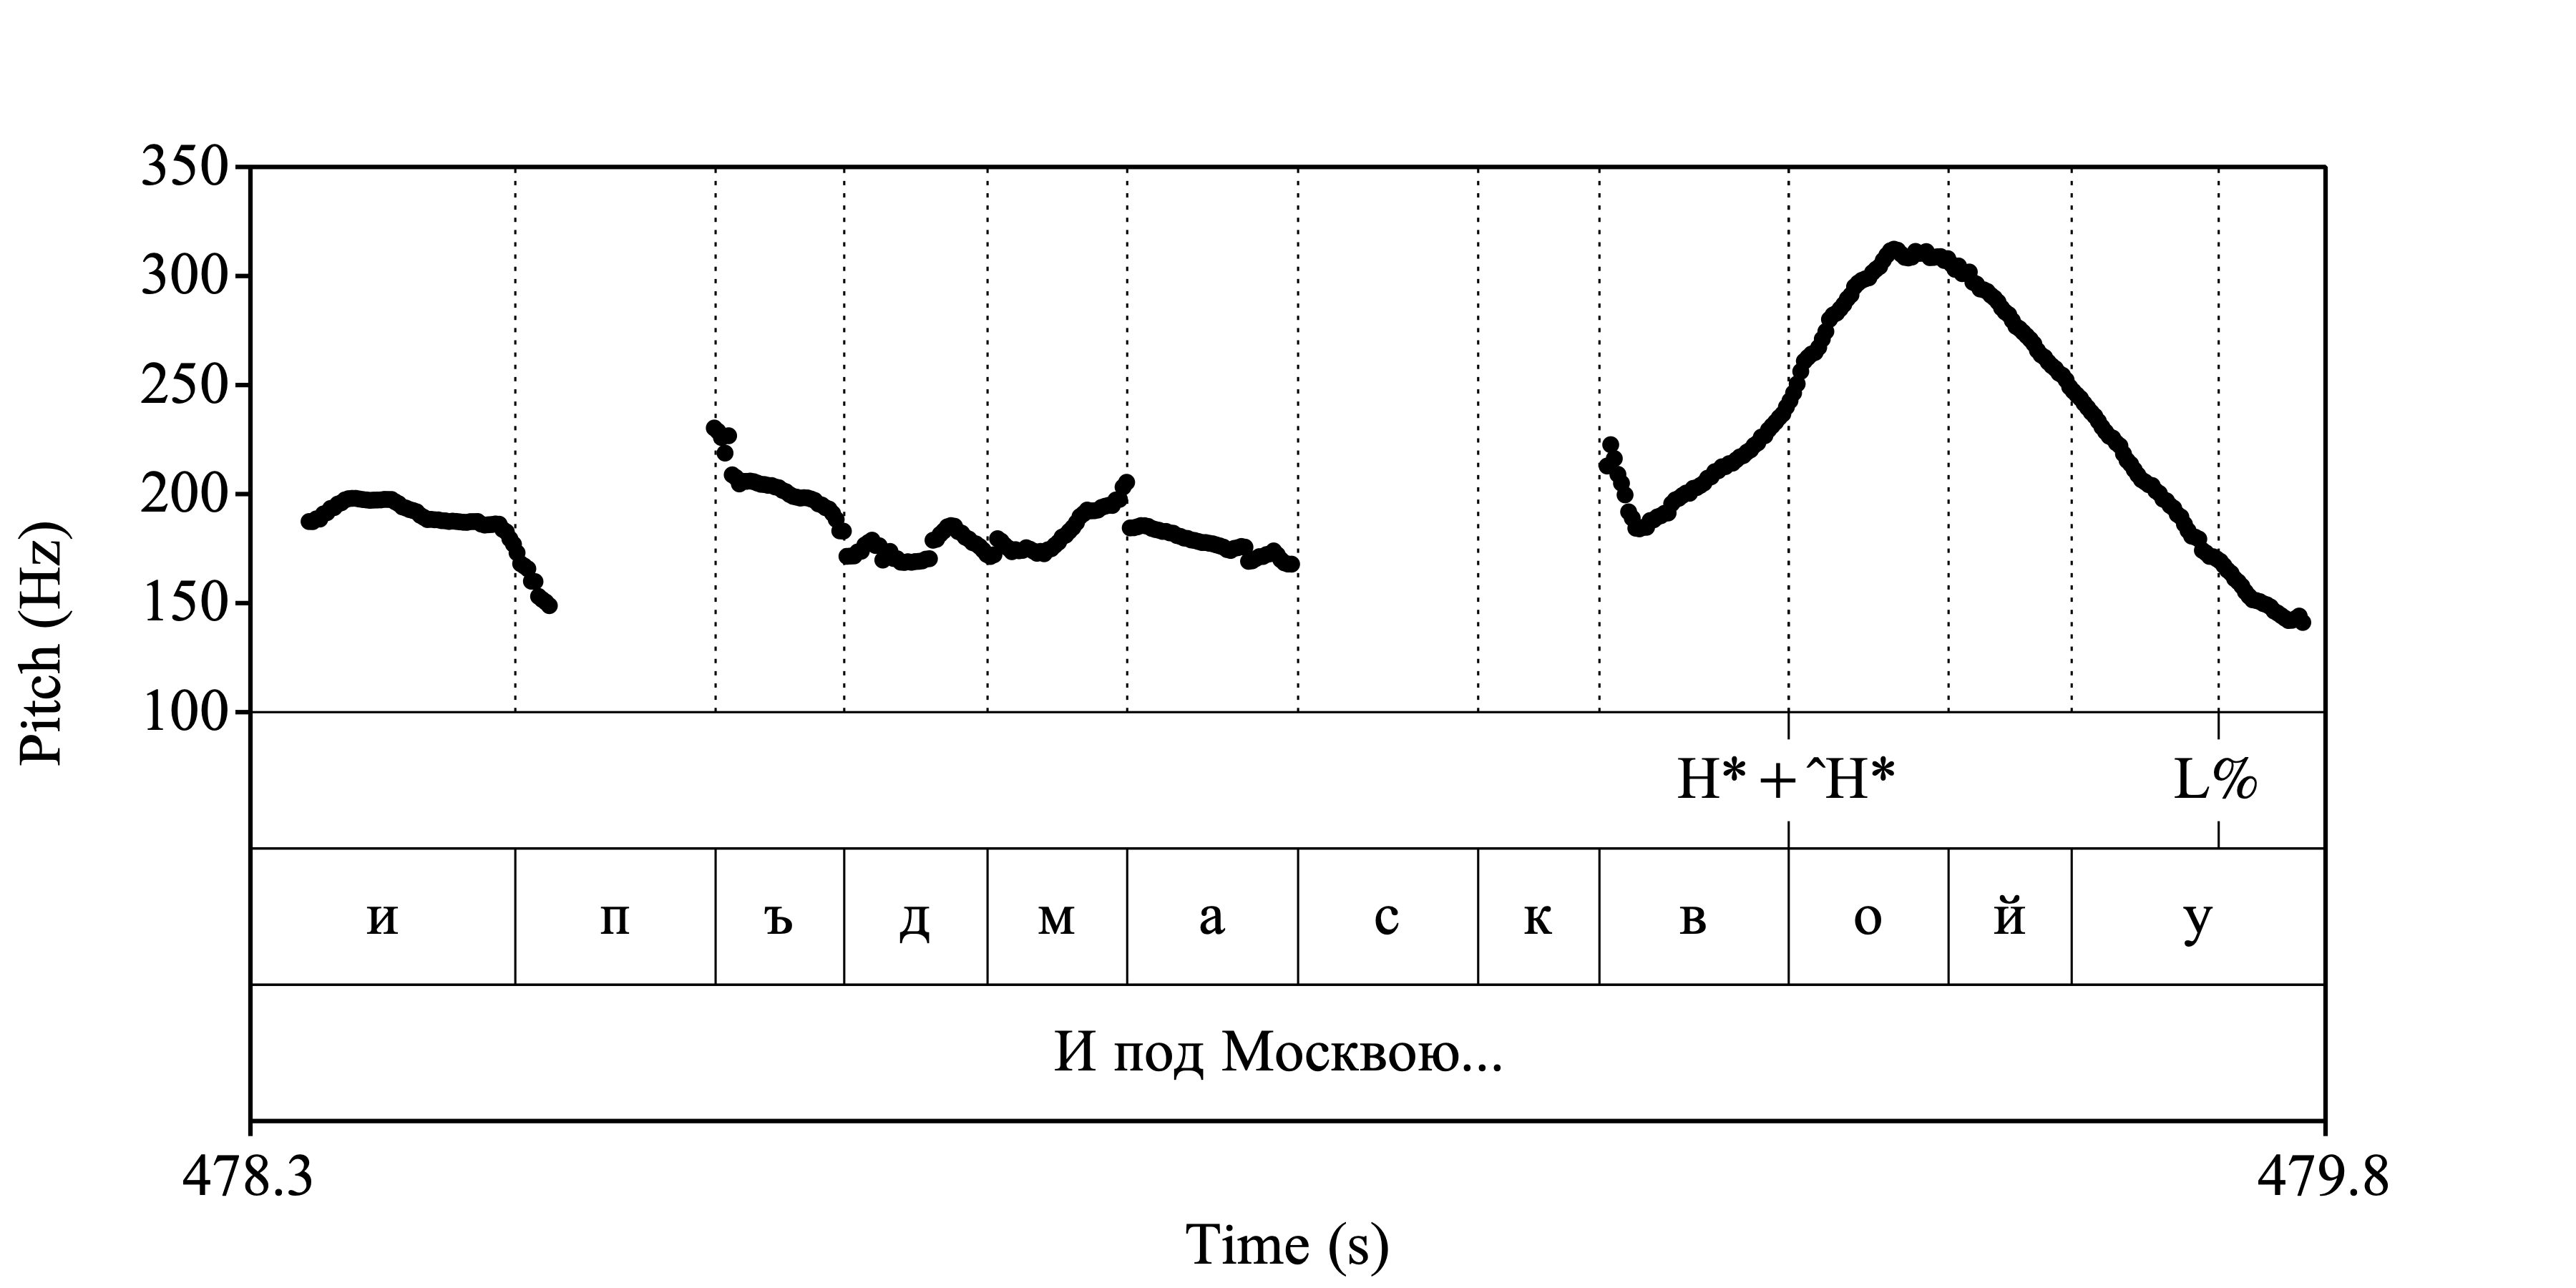 350
300
250
200
150
100
Pitch (Hz)
H* + ^H* L%
и п ъ д м а с к в о й у
И под Москвою...
478.3 479.8
Time (s)